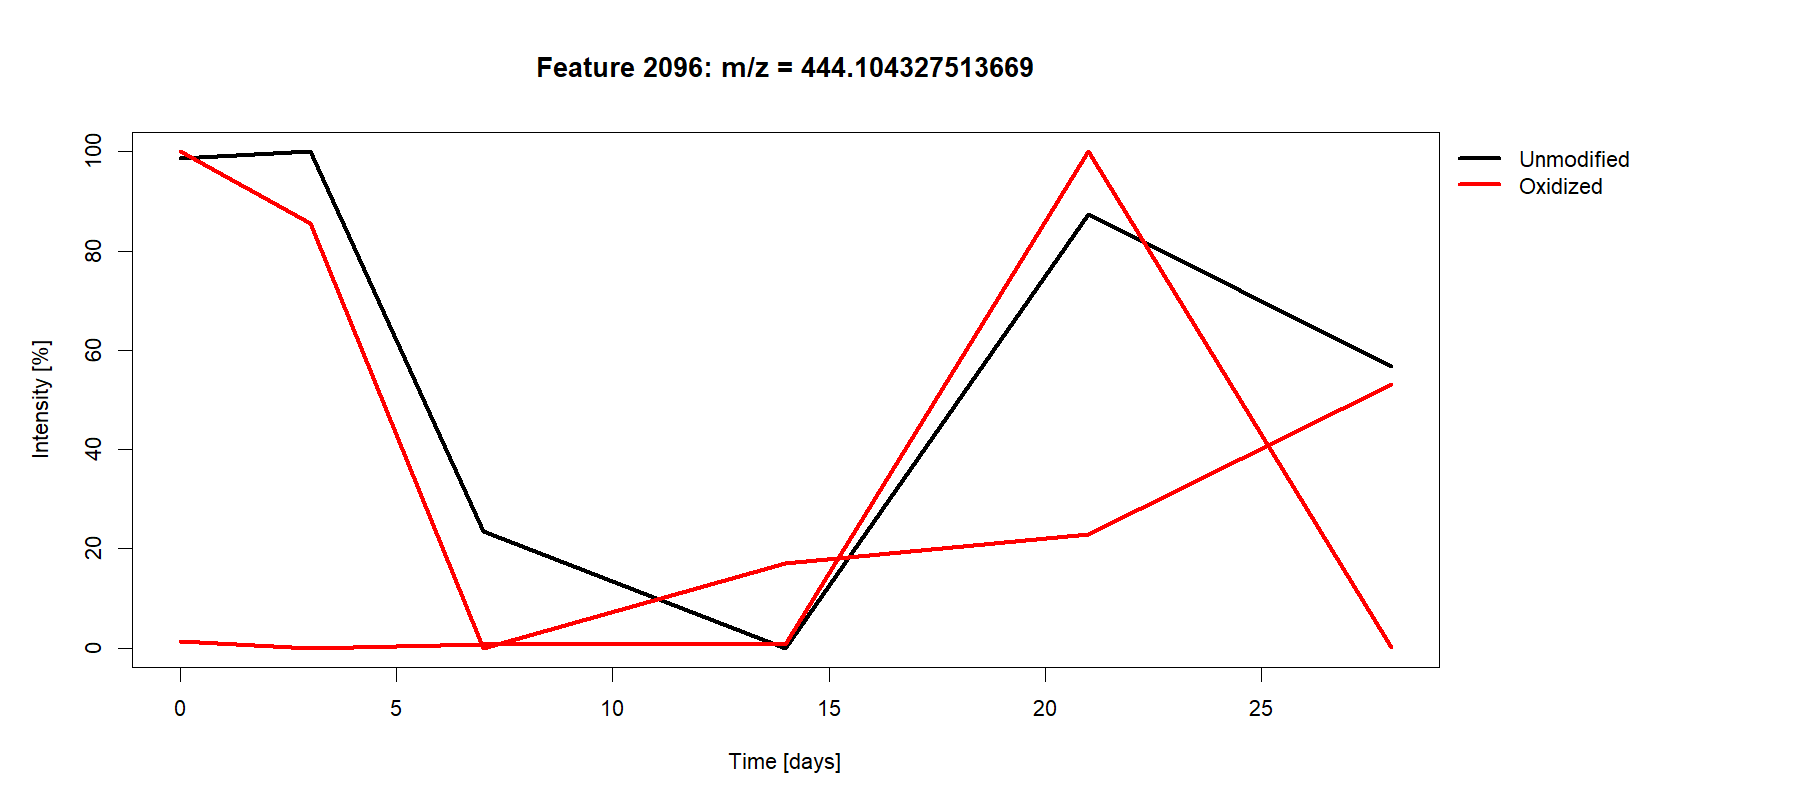 Feature 2096: m/z = 444.104327513669
Unmodified
Oxidized
Intensity [%]
100
80
60
40
20
0
0 5 10 15 20 25
Time [days]